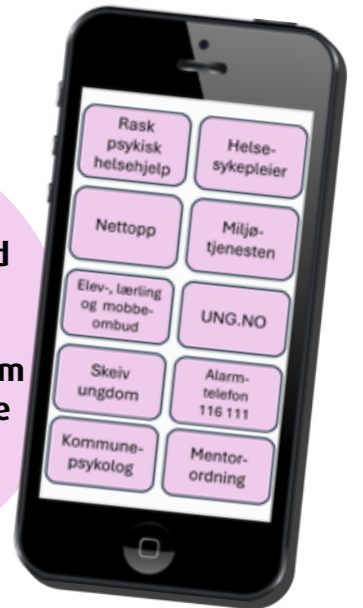 d
m
e
Rask
psykisk
helsehjelp
Helse-
sykepleier
Nettopp
Miljø-
tjenesten
Elev-, lærling
og mobbe-
ombud
UNG.NO
Skeiv
ungdom
Alarm-
telefon
116 111
Kommune-
psykolog
Mentor-
ordning